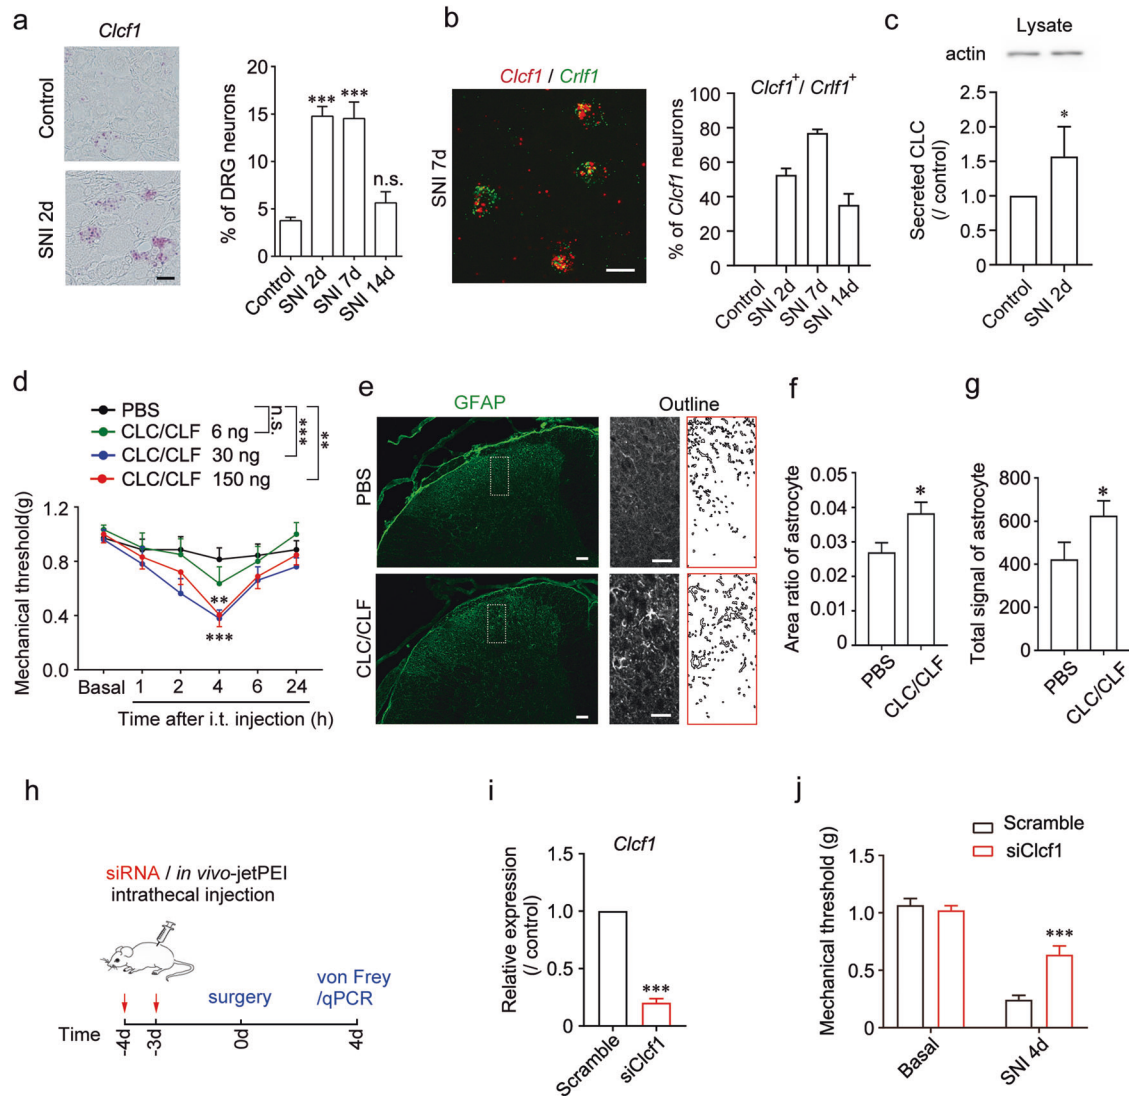 a
Clcf1
Control
SNI 2d
% of DRG neurons
20
15
10
5
0
***
***
n.s.
Control
SNI 2d
SNI 7d
SNI 14d
b
Clcf1 / Crlf1
SNI 7d
Clcf1+/ Crlf1+
% of Clcf1 neurons
100
80
60
40
20
0
SNI 2d
SNI 7d
SNI 14d
Control
c
Lysate
actin
Secreted CLC
(/ control)
2.0
1.5
1.0
0.5
0.0
*
Control
SNI 2d
d
PBS
CLC/CLF 6 ng
CLC/CLF 30 ng
CLC/CLF 150 ng
n.s.
***
**
Mechanical threshold(g)
1.2
0.8
0.4
0.0
**
***
Basal 1 2 4 6 24
Time after i.t. injection (h)
e
GFAP
Outline
PBS
CLC/CLF
f
Area ratio of astrocyte
0.05
0.04
0.03
0.02
0.01
0
*
PBS
CLC/CLF
g
Total signal of astrocyte
800
600
400
200
0
*
PBS
CLC/CLF
h
siRNA / in vivo-jetPEI
intrathecal injection
surgery
von Frey
/qPCR
Time
-4d
-3d
0d
4d
i
Clcf1
Relative expression
(/ control)
1.5
1.0
0.5
0
***
Scramble
siClcf1
j
Scramble
siClcf1
Mechanical threshold (g)
1.5
1.0
0.5
0
***
Basal
SNI 4d